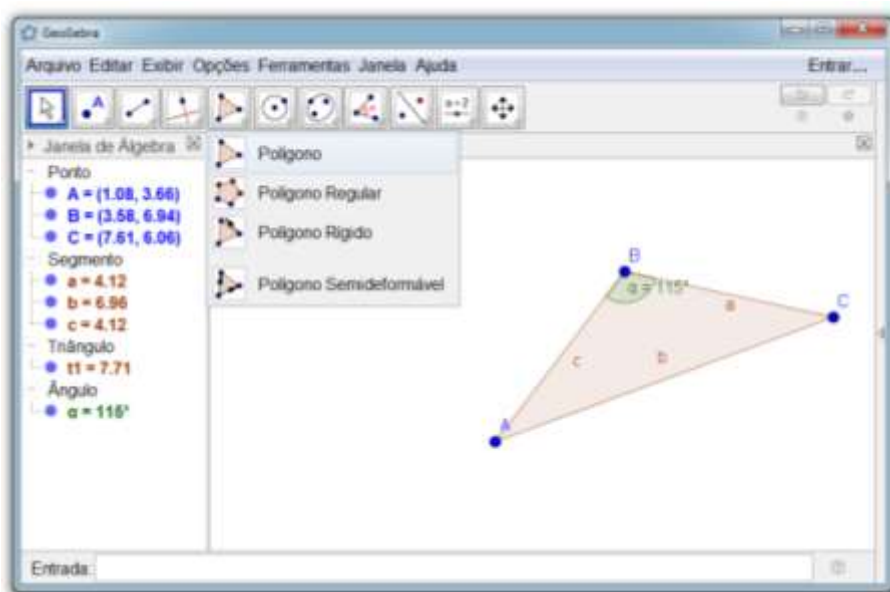 GeoGebra
Arquivo Editar Exibir Opções Ferramentas Janela Ajuda Entrar...
A
a=2
Janela de Álgebra
Ponto
A = (1.08, 3.66)
B = (3.58, 6.94)
C = (7.61, 6.06)
Segmento
a = 4.12
b = 6.96
c = 4.12
Triângulo
t1 = 7.71
Ângulo
α = 115°
Polígono
Polígono Regular
Polígono Rígido
Polígono Semideformável
B
α = 115°
C
a
b
c
A
Entrada: